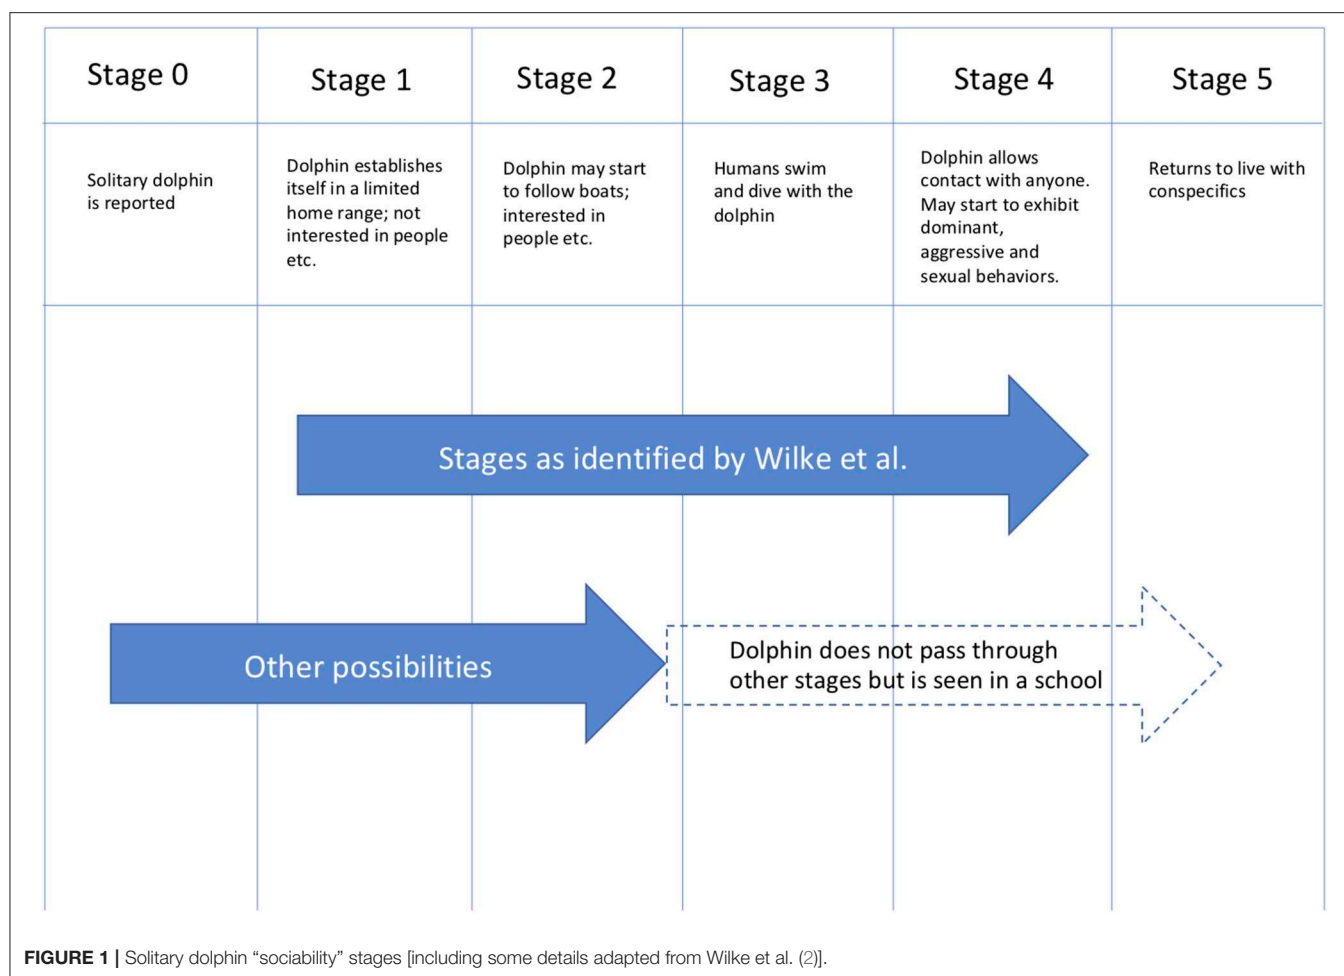 Stage 0
Stage 1
Stage 2
Stage 3
Stage 4
Stage 5
Solitary dolphin
is reported
Dolphin establishes
itself in a limited
home range; not
interested in people
etc.
Dolphin may start
to follow boats;
interested in
people etc.
Humans swim
and dive with the
dolphin
Dolphin allows
contact with anyone.
May start to exhibit
dominant,
aggressive and
sexual behaviors.
Returns to live with
conspecifics
Stages as identified by Wilke et al.
Other possibilities
Dolphin does not pass through
other stages but is seen in a school
FIGURE 1 | Solitary dolphin “sociability” stages [including some details adapted from Wilke et al. (2)].